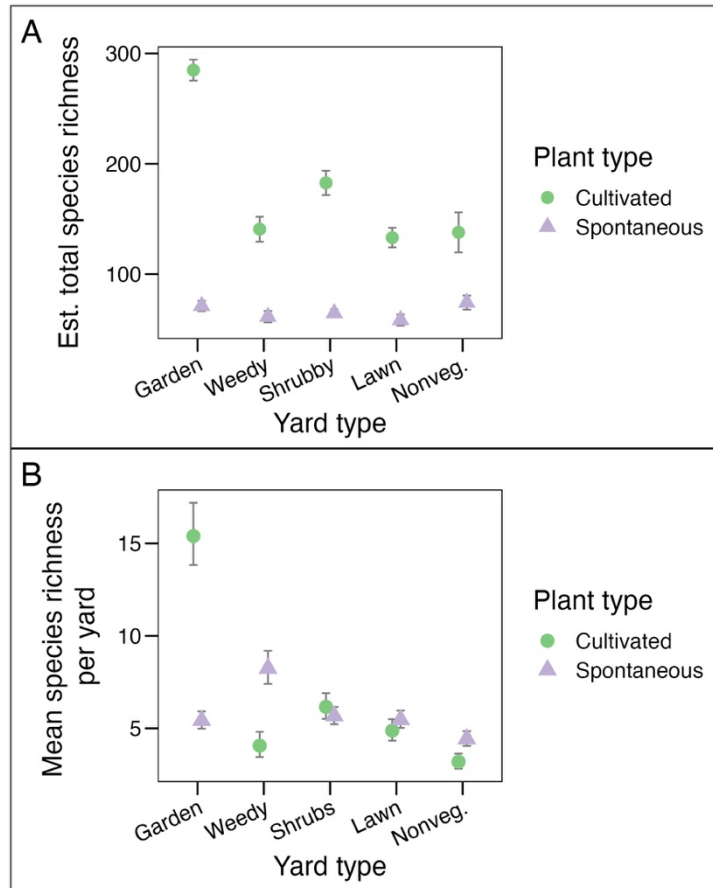 A
Est. total species richness
300
200
100
Garden
Weedy
Shrubby
Lawn
Nonveg.
Yard type
Plant type
Cultivated
Spontaneous
B
Mean species richness
per yard
15
10
5
Garden
Weedy
Shrubs
Lawn
Nonveg.
Yard type
Plant type
Cultivated
Spontaneous